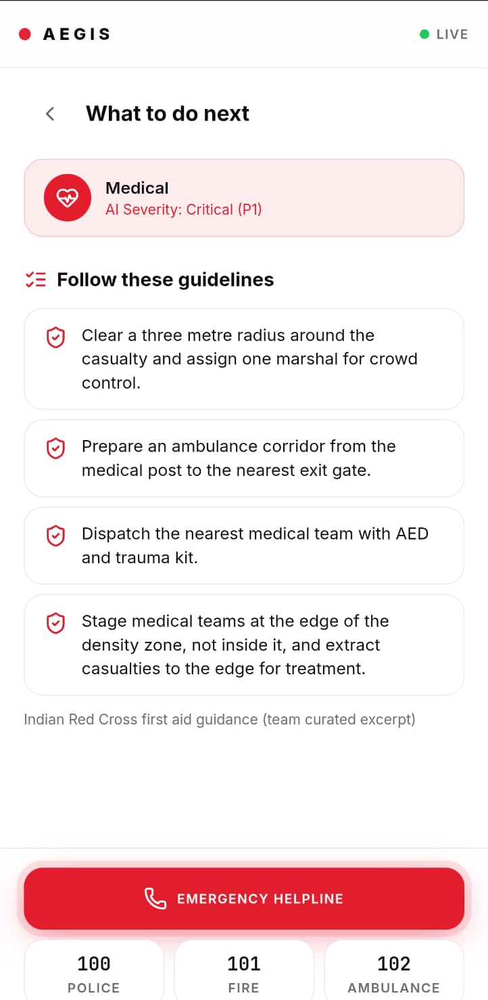 AEGIS
LIVE
What to do next
Medical
AI Severity: Critical (P1)
Follow these guidelines
Clear a three metre radius around the
casualty and assign one marshal for crowd
control.
Prepare an ambulance corridor from the
medical post to the nearest exit gate.
Dispatch the nearest medical team with AED
and trauma kit.
Stage medical teams at the edge of the
density zone, not inside it, and extract
casualties to the edge for treatment.
Indian Red Cross first aid guidance (team curated excerpt)
EMERGENCY HELPLINE
100
101
102
POLICE
FIRE
AMBULANCE